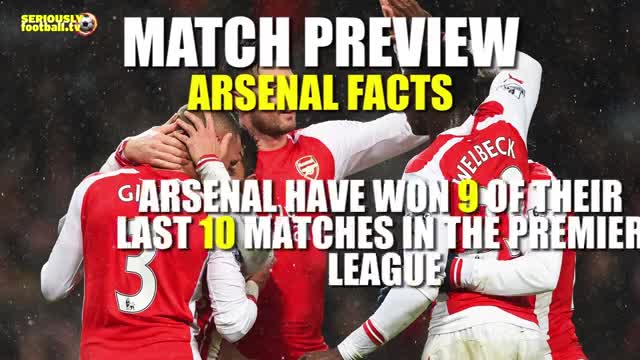 SERIOUSLY
football.tv
MATCH PREVIEW
ARSENAL FACTS
WELBECK
G
3
ARSENAL HAVE WON 9 OF THEIR
LAST 10 MATCHES IN THE PREMIER
LEAGUE